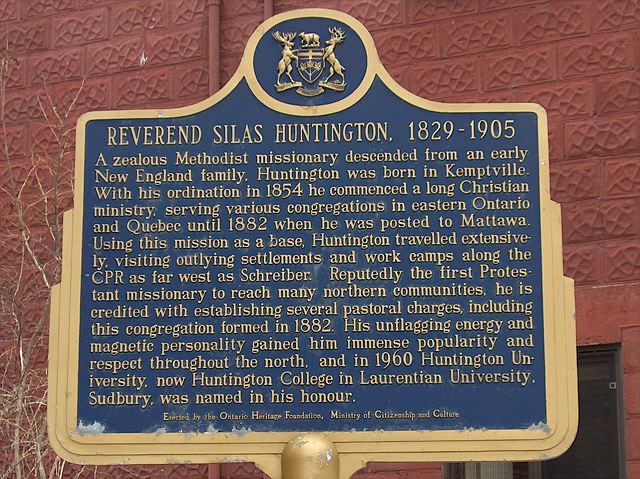 REVEREND SILAS HUNTINGTON, 1829-1905
A zealous Methodist missionary descended from an early
New England family, Huntington was born in Kemptville.
With his ordination in 1854 he commenced a long Christian
ministry, serving various congregations in eastern Ontario
and Quebec until 1882 when he was posted to Mattawa.
Using this mission as a base, Huntington travelled extensive-
ly, visiting outlying settlements and work camps along the
CPR as far west as Schreiber. Reputedly the first Protes-
tant missionary to reach many northern communities, he is
credited with establishing several pastoral charges, including
this congregation formed in 1882. His unflagging energy and
magnetic personality gained him immense popularity and
respect throughout the north, and in 1960 Huntington Un-
iversity, now Huntington College in Laurentian University,
Sudbury, was named in his honour.
Erected by the Ontario Heritage Foundation, Ministry of Citizenship and Culture